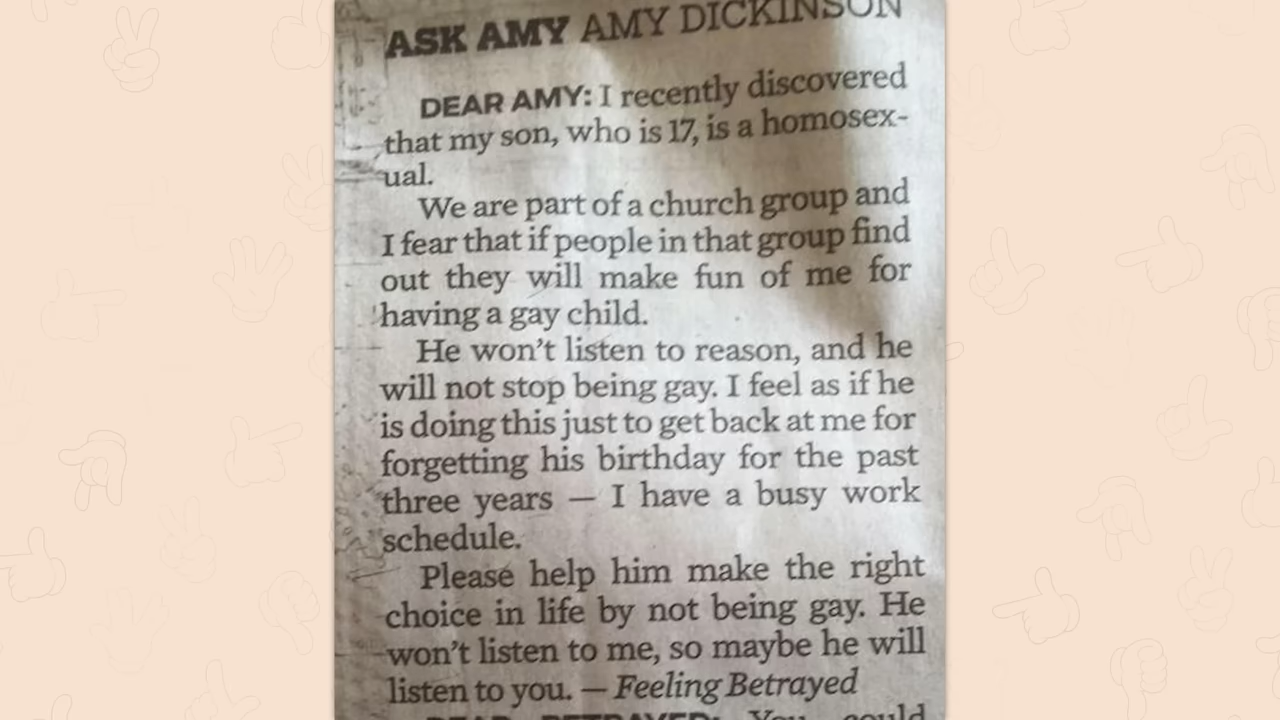 ASK AMY AMY DICKINSON
DEAR AMY: I recently discovered
that my son, who is 17, is a homosex-
ual.
We are part of a church group and
I fear that if people in that group find
out they will make fun of me for
having a gay child.
He won't listen to reason, and he
will not stop being gay. I feel as if he
is doing this just to get back at me for
forgetting his birthday for the past
three years — I have a busy work
schedule.
Please help him make the right
choice in life by not being gay. He
won't listen to me, so maybe he will
listen to you. — Feeling Betrayed
DEAR BETRAYED: You could